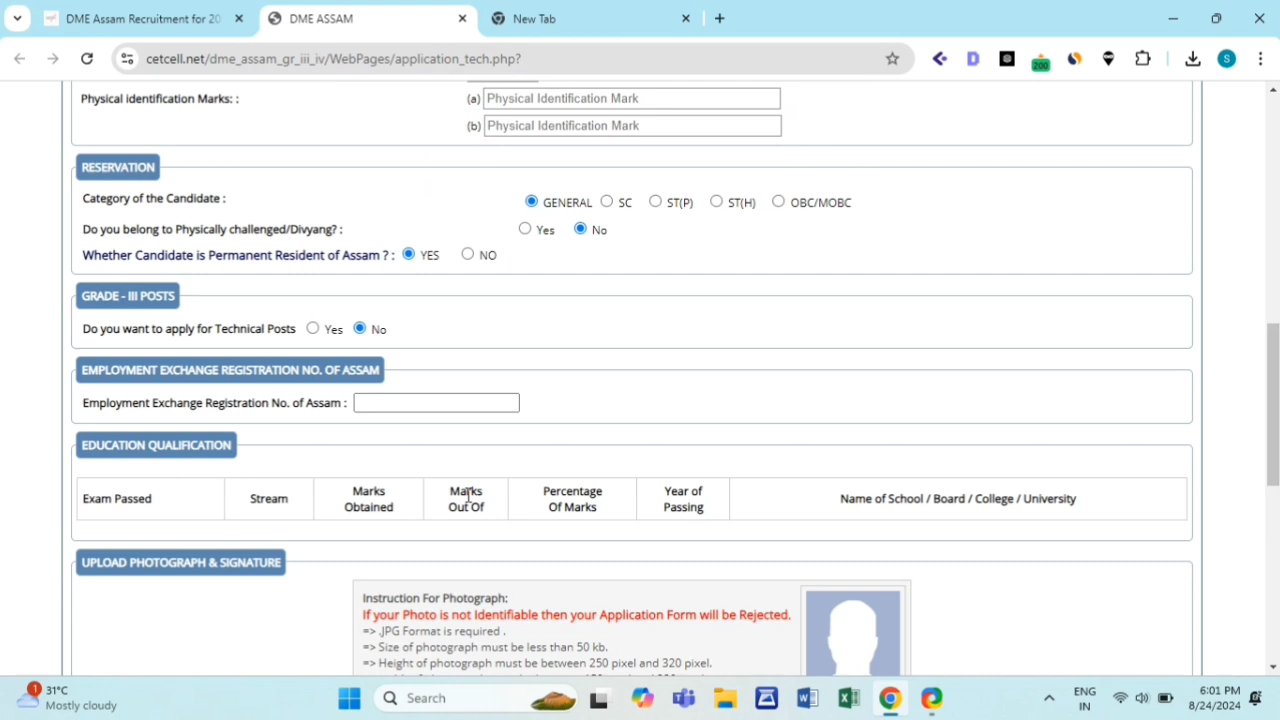 DME Assam Recruitment for 20
DME ASSAM
New Tab
cetcell.net/dme_assam_gr_iii_iv/WebPages/application_tech.php?
200
S
Physical identification Marks: :
(a) Physical Identification Mark
(b) Physical Identification Mark
RESERVATION
Category of the Candidate : GENERAL SC ST(P) ST(H) OBC/MOBC
Do you belong to Physically challenged/Divyang? : Yes No
Whether Candidate is Permanent Resident of Assam ? : YES NO
GRADE - III POSTS
Do you want to apply for Technical Posts Yes No
EMPLOYMENT EXCHANGE REGISTRATION NO. OF ASSAM
Employment Exchange Registration No. of Assam :
EDUCATION QUALIFICATION
Exam Passed
Stream
Marks
Obtained
Marks
Out Of
Percentage
Of Marks
Year of
Passing
Name of School / Board / College / University
UPLOAD PHOTOGRAPH & SIGNATURE
Instruction For Photograph:
If your Photo is not Identifiable then your Application Form will be Rejected.
=> .JPG Format is required .
=> Size of photograph must be less than 50 kb.
=> Height of photograph must be between 250 pixel and 320 pixel.
1
31°C
Mostly cloudy
Search
ENG
IN
6:01 PM
8/24/2024